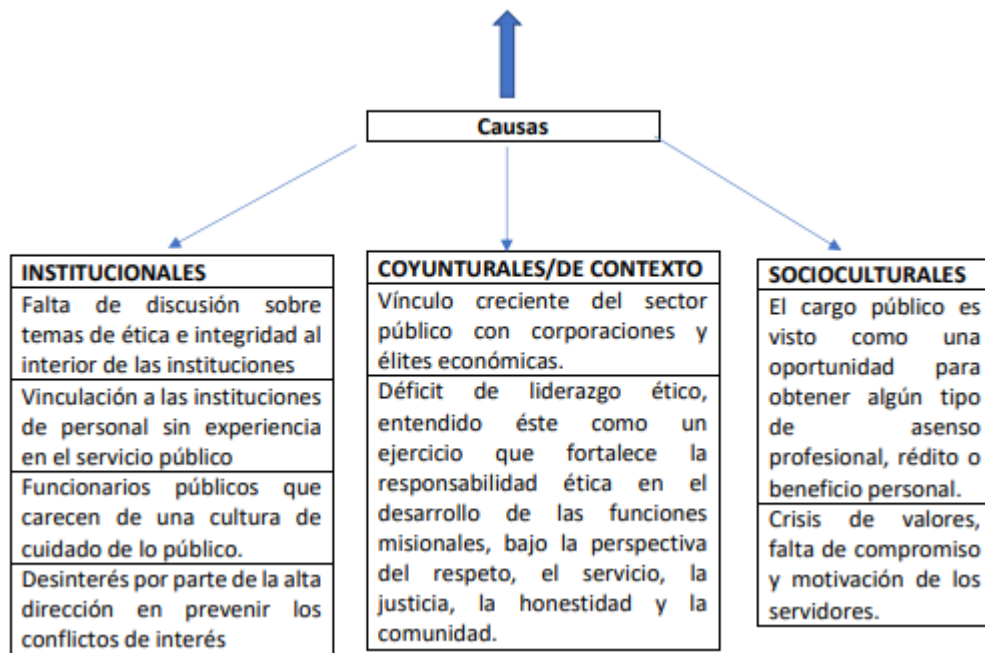 Causas
INSTITUCIONALES
Falta de discusión sobre
temas de ética e integridad al
interior de las instituciones
Vinculación a las instituciones
de personal sin experiencia
en el servicio público
Funcionarios públicos que
carecen de una cultura de
cuidado de lo público.
Desinterés por parte de la alta
dirección en prevenir los
conflictos de interés
COYUNTURALES/DE CONTEXTO
Vínculo creciente del sector
público con corporaciones y
élites económicas.
Déficit de liderazgo ético,
entendido éste como un
ejercicio que fortalece la
responsabilidad ética en el
desarrollo de las funciones
misionales, bajo la perspectiva
del respeto, el servicio, la
justicia, la honestidad y la
comunidad.
SOCIOCULTURALES
El cargo público es
visto como una
oportunidad para
obtener algún tipo
de asenso
profesional, rédito o
beneficio personal.
Crisis de valores,
falta de compromiso
y motivación de los
servidores.